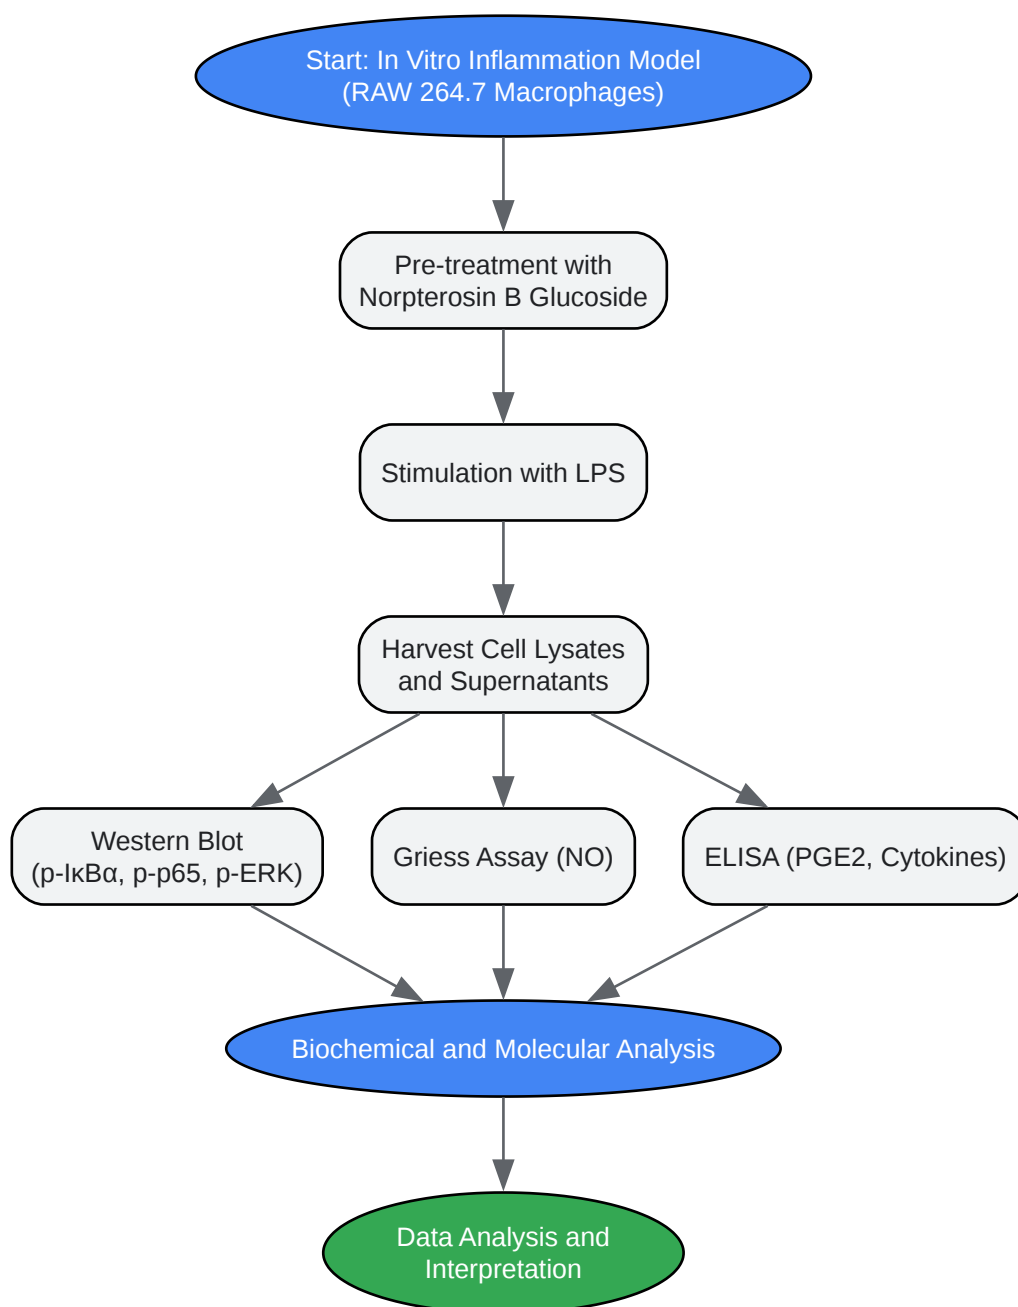 Start: In Vitro Inflammation Model
(RAW 264.7 Macrophages)
Pre-treatment with
Norpterosin B Glucoside
Stimulation with LPS
Harvest Cell Lysates
and Supernatants
Western Blot
(p-IκBα, p-p65, p-ERK)
Griess Assay (NO)
ELISA (PGE2, Cytokines)
Biochemical and Molecular Analysis
Data Analysis and
Interpretation